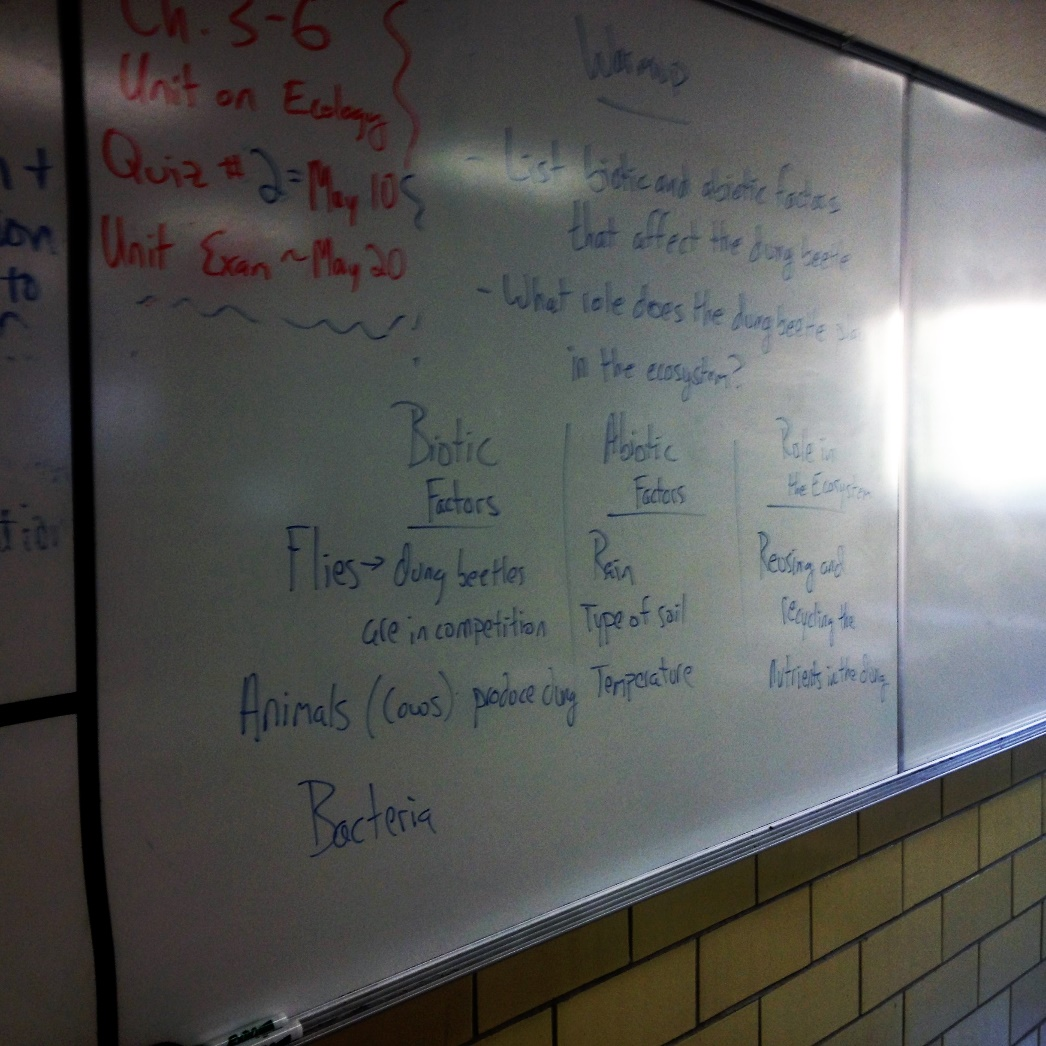 Ch. 3-6
Unit on Ecology
Quiz # 2 = May 10
Unit Exam ~ May 20
Warmup
- List biotic and abiotic factors
that affect the dung beetle
- What role does the dung beetle
in the ecosystem?
Biotic
Factors
Flies → dung beetles
are in competition
Animals (Cows) produce dung
Bacteria
Abiotic
Factors
Rain
Type of soil
Temperature
Role in
the Ecosystem
Reusing and
recycling the
Nutrients in the dung
to